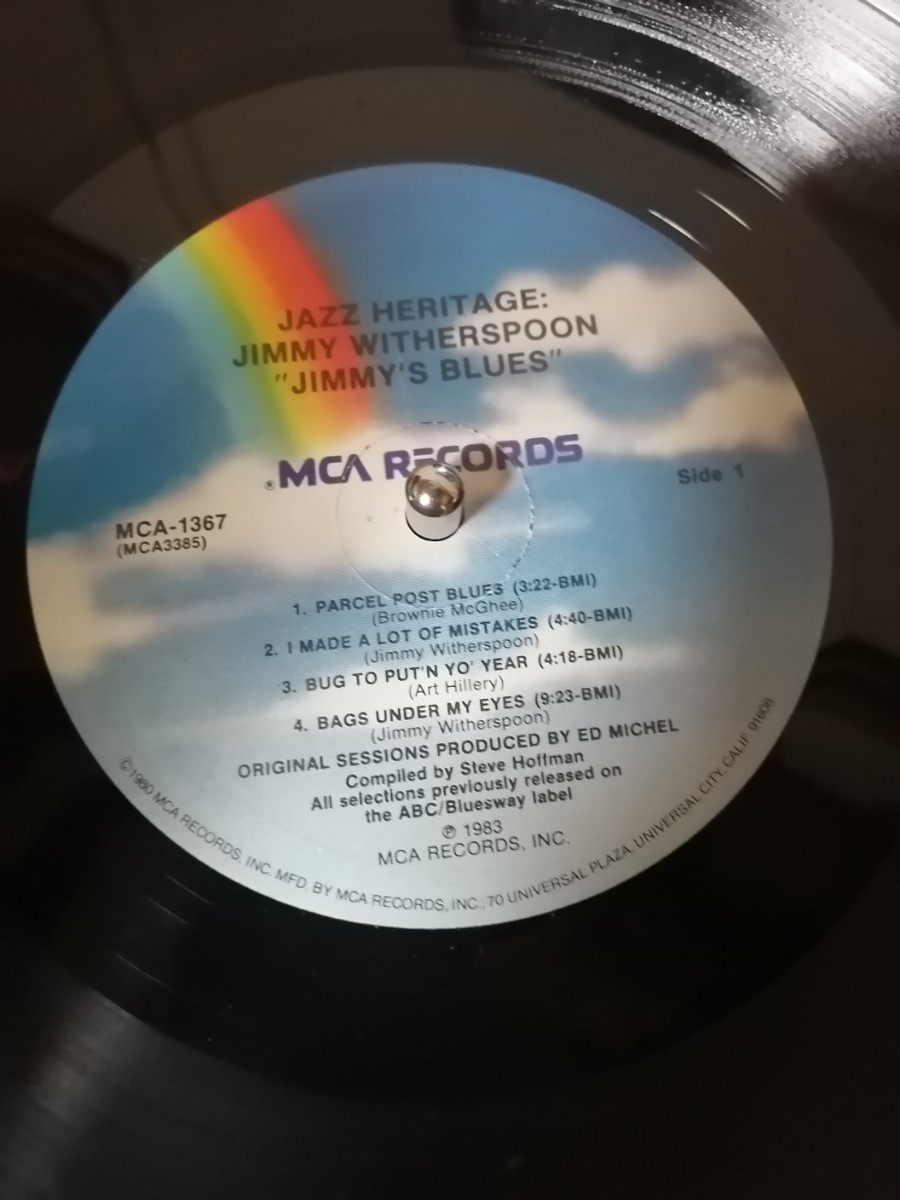 JAZZ HERITAGE:
JIMMY WITHERSPOON
"JIMMY'S BLUES"
®MCA RECORDS
Side 1
MCA-1367
(MCA3385)
1. PARCEL POST BLUES (3:22-BMI)
(Brownie McGhee)
2. I MADE A LOT OF MISTAKES (4:40-BMI)
(Jimmy Witherspoon)
3. BUG TO PUT'N YO' YEAR (4:18-BMI)
(Art Hillery)
4. BAGS UNDER MY EYES (9:23-BMI)
(Jimmy Witherspoon)
ORIGINAL SESSIONS PRODUCED BY ED MICHEL
Compiled by Steve Hoffman
All selections previously released on
the ABC/Bluesway label
℗ 1983
MCA RECORDS, INC.
©1980 MCA RECORDS, INC. MFD. BY MCA RECORDS, INC., 70 UNIVERSAL PLAZA, UNIVERSAL CITY, CALIF. 91608